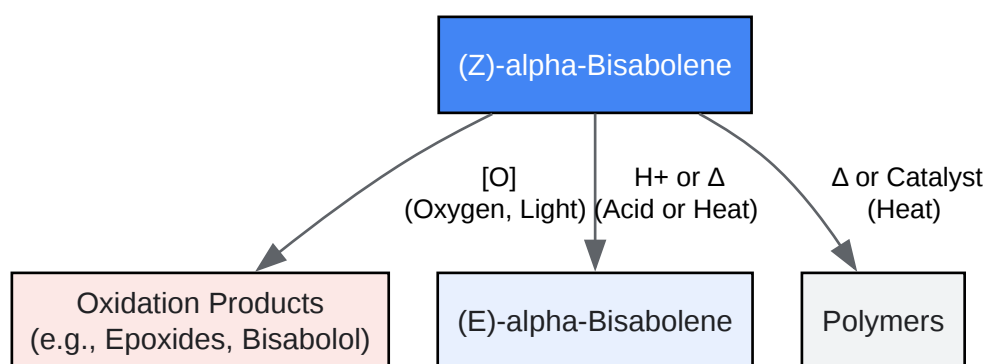 (Z)-alpha-Bisabolene
[O]
(Oxygen, Light)
H+ or Δ
(Acid or Heat)
Δ or Catalyst
(Heat)
Oxidation Products
(e.g., Epoxides, Bisabolol)
(E)-alpha-Bisabolene
Polymers